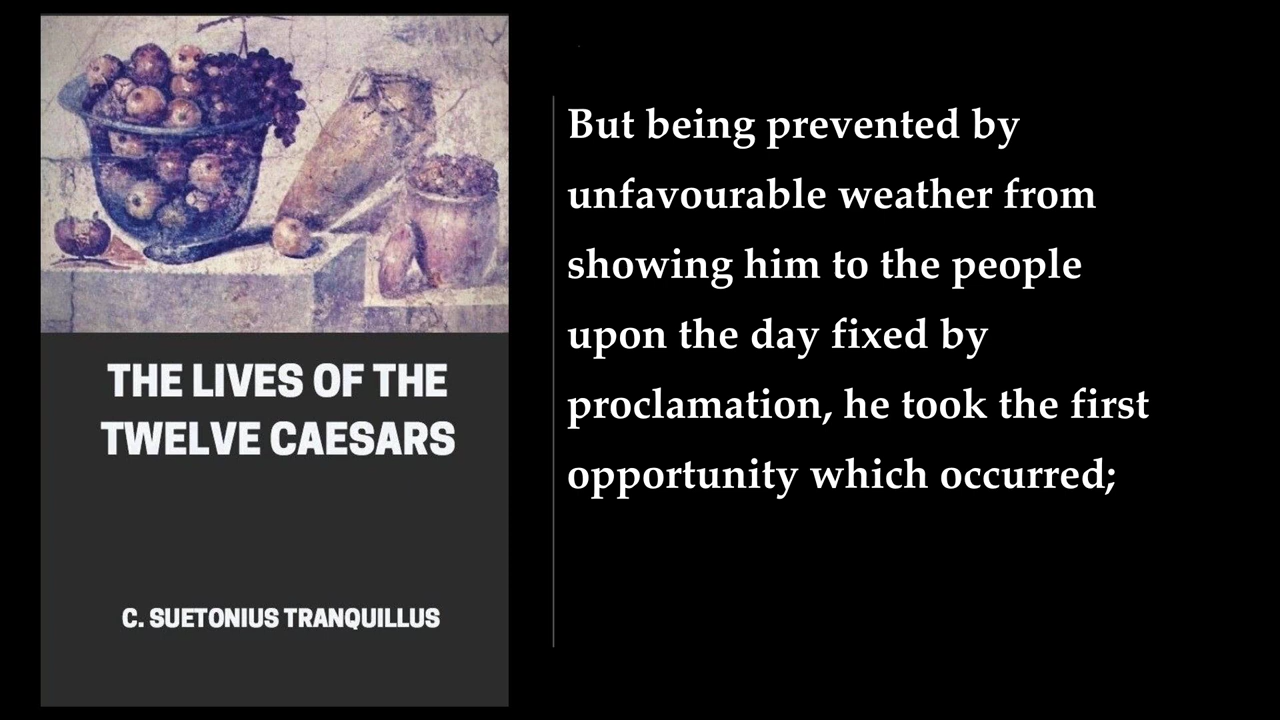 THE LIVES OF THE
TWELVE CAESARS
C. SUETONIUS TRANQUILLUS
But being prevented by
unfavourable weather from
showing him to the people
upon the day fixed by
proclamation, he took the first
opportunity which occurred;